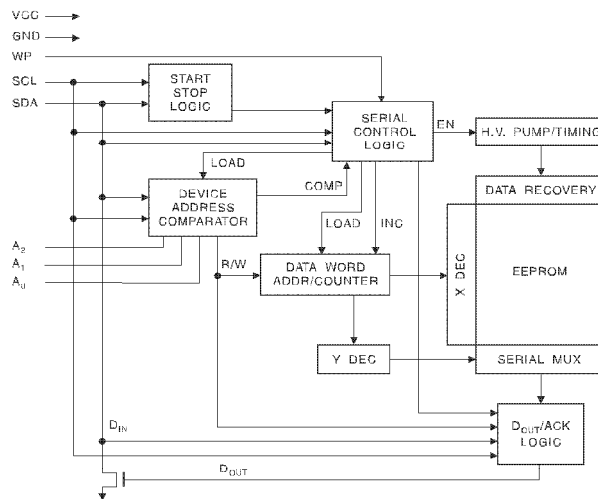 VCC
GND
WP
SCL
SDA
START
STOP
LOGIC
SERIAL
CONTROL
LOGIC
EN
H.V. PUMP/TIMING
LOAD
COMP
DEVICE
ADDRESS
COMPARATOR
LOAD
INC
DATA RECOVERY
A2
A1
A0
R/W
DATA WORD
ADDR/COUNTER
X DEC
EEPROM
Y DEC
SERIAL MUX
DIN
DOUT/ACK
LOGIC
DOUT